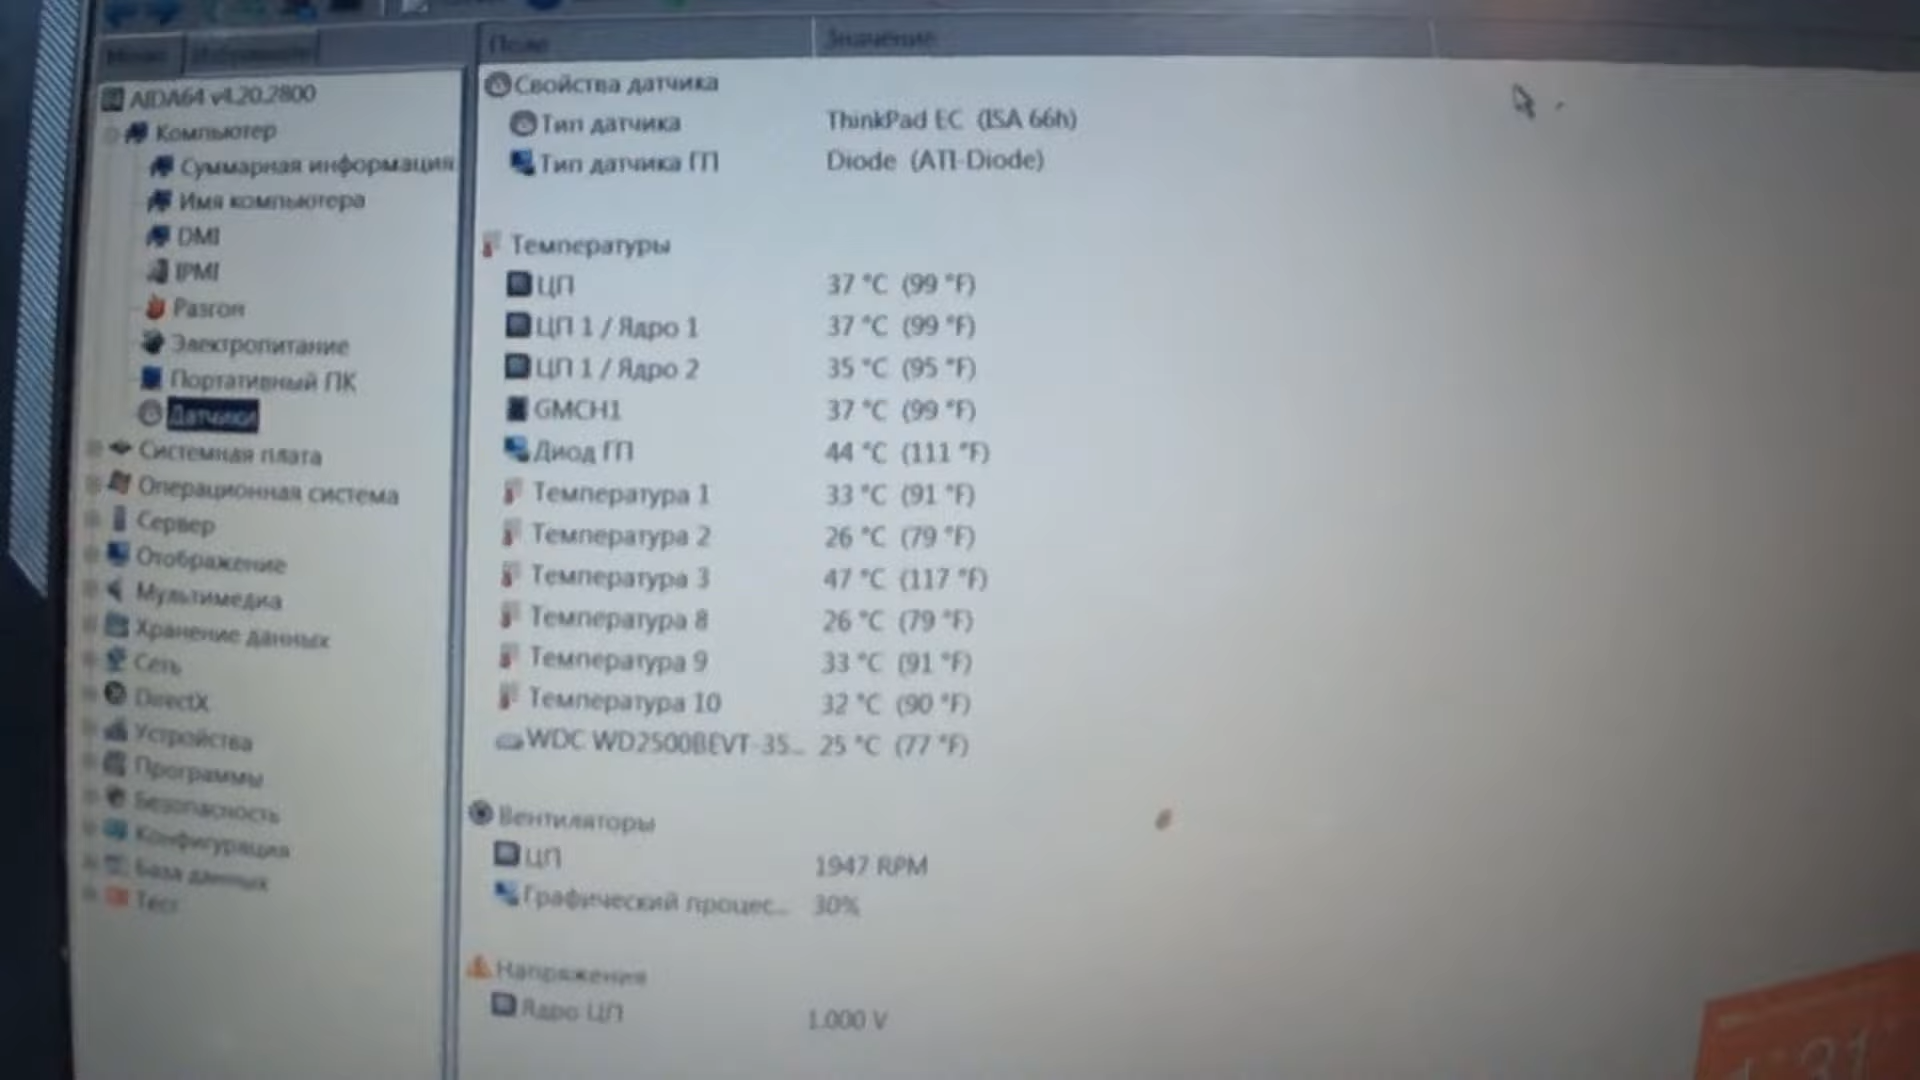 Меню Избранное
Поле Значение
AIDA64 v4.20.2800
Компьютер
Суммарная информация
Имя компьютера
DMI
IPMI
Разгон
Электропитание
Портативный ПК
Датчики
Системная плата
Операционная система
Сервер
Отображение
Мультимедиа
Хранение данных
Сеть
DirectX
Устройства
Программы
Безопасность
Конфигурация
База данных
Тест
Свойства датчика
Тип датчика ThinkPad EC (ISA 66h)
Тип датчика ГП Diode (ATI-Diode)
Температуры
ЦП 37 °C (99 °F)
ЦП 1 / Ядро 1 37 °C (99 °F)
ЦП 1 / Ядро 2 35 °C (95 °F)
GMCH1 37 °C (99 °F)
Диод ГП 44 °C (111 °F)
Температура 1 33 °C (91 °F)
Температура 2 26 °C (79 °F)
Температура 3 47 °C (117 °F)
Температура 8 26 °C (79 °F)
Температура 9 33 °C (91 °F)
Температура 10 32 °C (90 °F)
WDC WD2500BEVT-35... 25 °C (77 °F)
Вентиляторы
ЦП 1947 RPM
Графический процес... 30%
Напряжения
Ядро ЦП 1.000 V